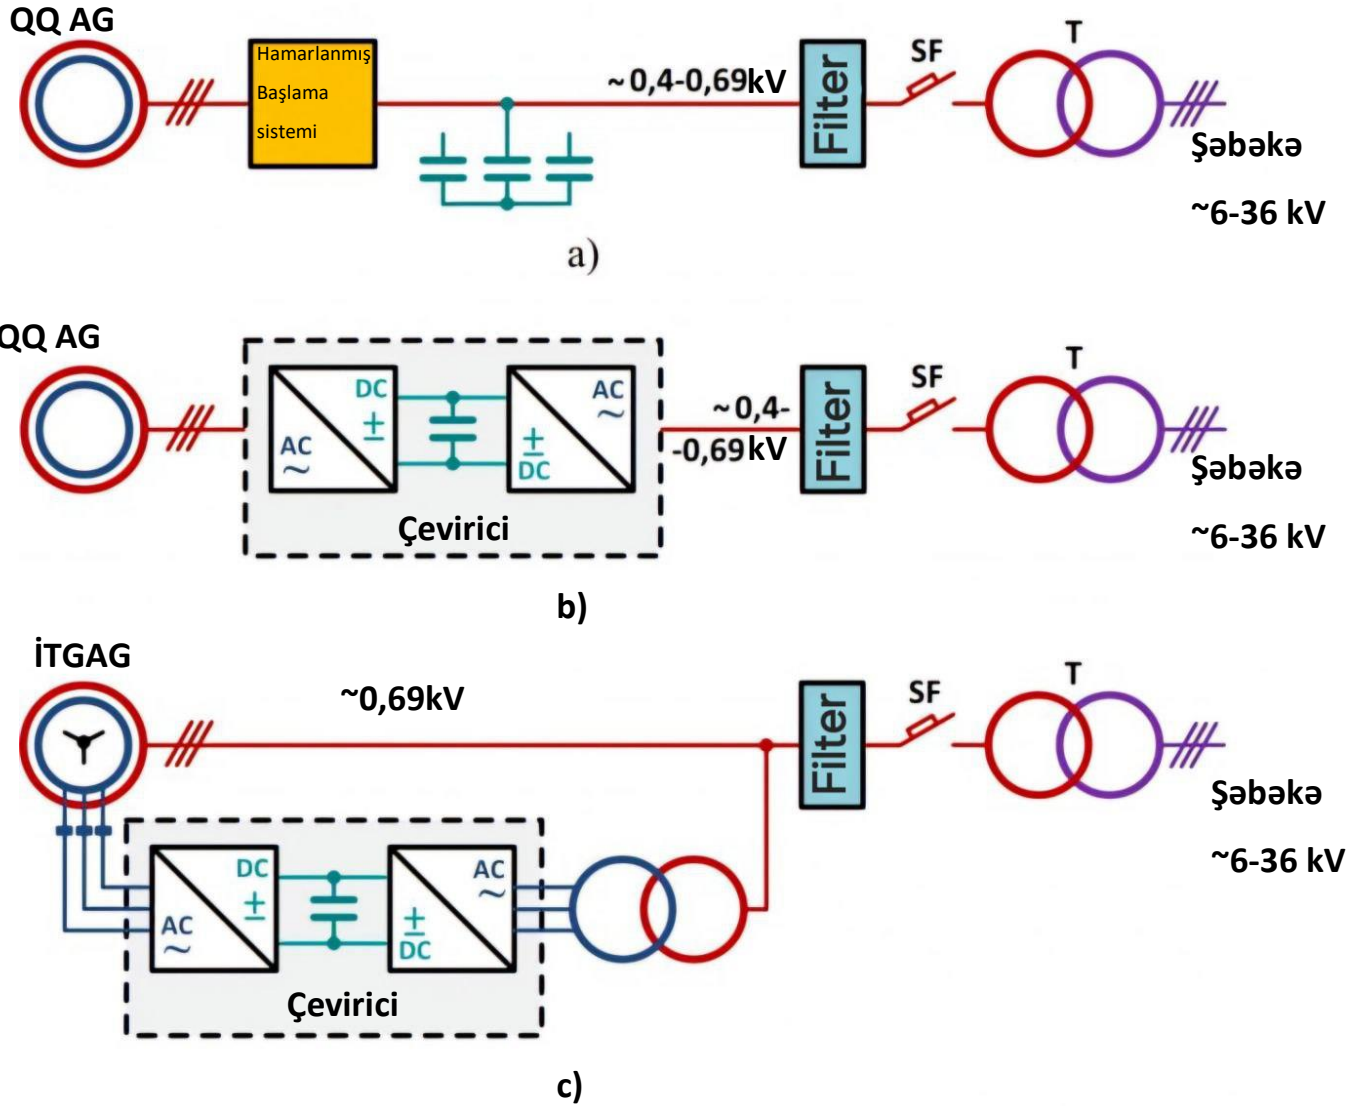 QQ AG
Hamarlanmış
Başlama
sistemi
~ 0,4-0,69kV
Filter
SF
T
Şəbəkə
~6-36 kV
a)
QQ AG
AC
~
DC
±
±
DC
AC
~
Çevirici
~ 0,4-
-0,69kV
Filter
SF
T
Şəbəkə
~6-36 kV
b)
İTGAG
~0,69kV
Filter
SF
T
Şəbəkə
~6-36 kV
AC
~
DC
±
±
DC
AC
~
Çevirici
c)